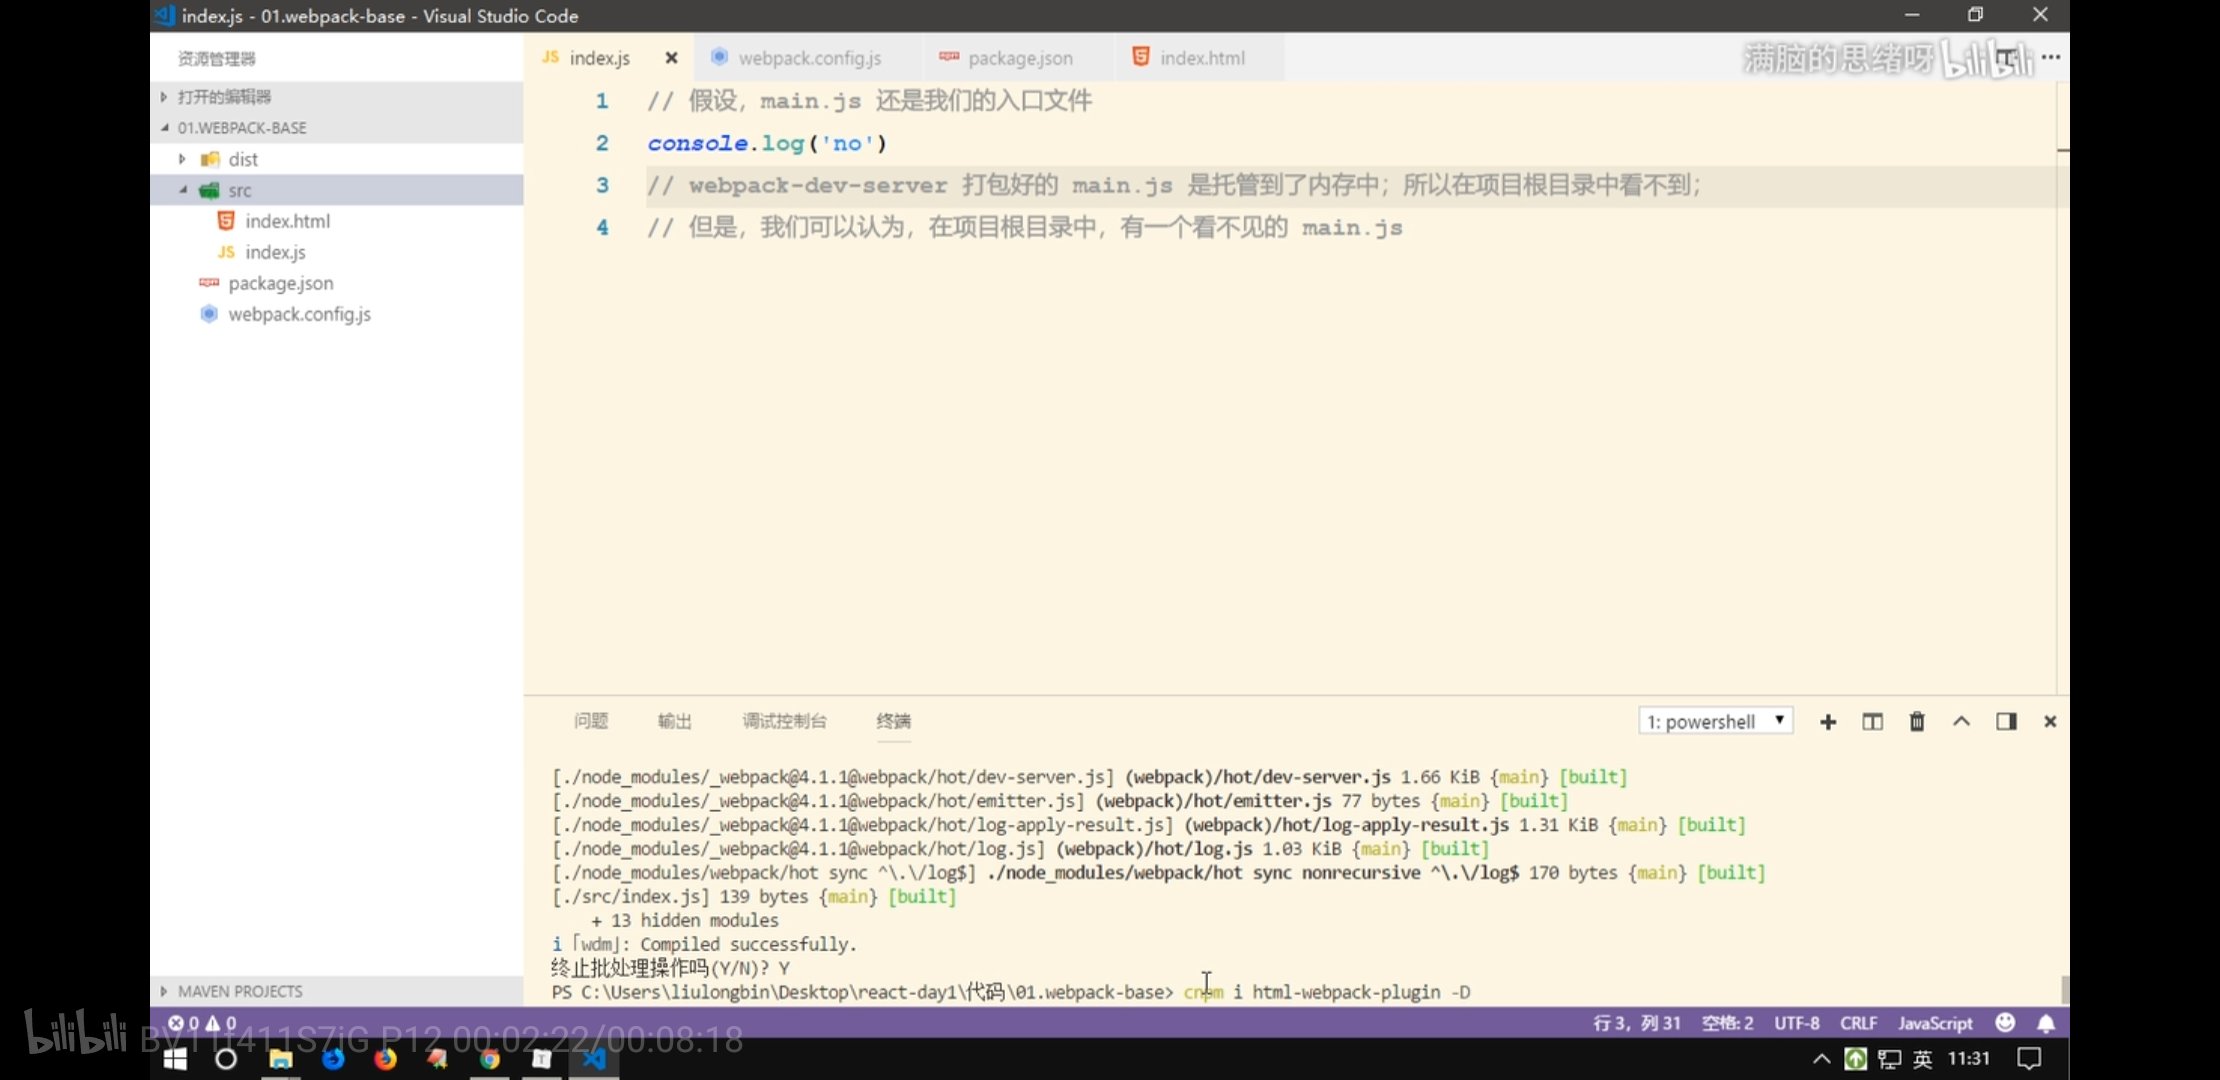 index.js - 01.webpack-base - Visual Studio Code
资源管理器
打开的编辑器
01.WEBPACK-BASE
dist
src
index.html
index.js
package.json
webpack.config.js
MAVEN PROJECTS
JS index.js
webpack.config.js
package.json
index.html
满脑的思绪呀 bilibili
1 // 假设，main.js 还是我们的入口文件
2 console.log('no')
3 // webpack-dev-server 打包好的 main.js 是托管到了内存中；所以在项目根目录中看不到；
4 // 但是，我们可以认为，在项目根目录中，有一个看不见的 main.js
问题 输出 调试控制台 终端
1: powershell
[./node_modules/_webpack@4.1.1@webpack/hot/dev-server.js] (webpack)/hot/dev-server.js 1.66 KiB {main} [built]
[./node_modules/_webpack@4.1.1@webpack/hot/emitter.js] (webpack)/hot/emitter.js 77 bytes {main} [built]
[./node_modules/_webpack@4.1.1@webpack/hot/log-apply-result.js] (webpack)/hot/log-apply-result.js 1.31 KiB {main} [built]
[./node_modules/_webpack@4.1.1@webpack/hot/log.js] (webpack)/hot/log.js 1.03 KiB {main} [built]
[./node_modules/webpack/hot sync ^\.\/log$] ./node_modules/webpack/hot sync nonrecursive ^\.\/log$ 170 bytes {main} [built]
[./src/index.js] 139 bytes {main} [built]
+ 13 hidden modules
i「wdm」: Compiled successfully.
终止批处理操作吗(Y/N)? Y
PS C:\Users\liulongbin\Desktop\react-day1\代码\01.webpack-base> cnpm i html-webpack-plugin -D
0 0
行 3，列 31 空格: 2 UTF-8 CRLF JavaScript
bilibili BV11f411S7iG P12 00:02:22/00:08:18
英 11:31